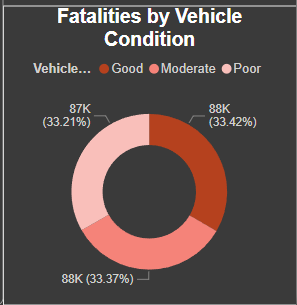 Fatalities by Vehicle
Condition
Vehicle... Good Moderate Poor
87K
(33.21%)
88K
(33.42%)
88K (33.37%)